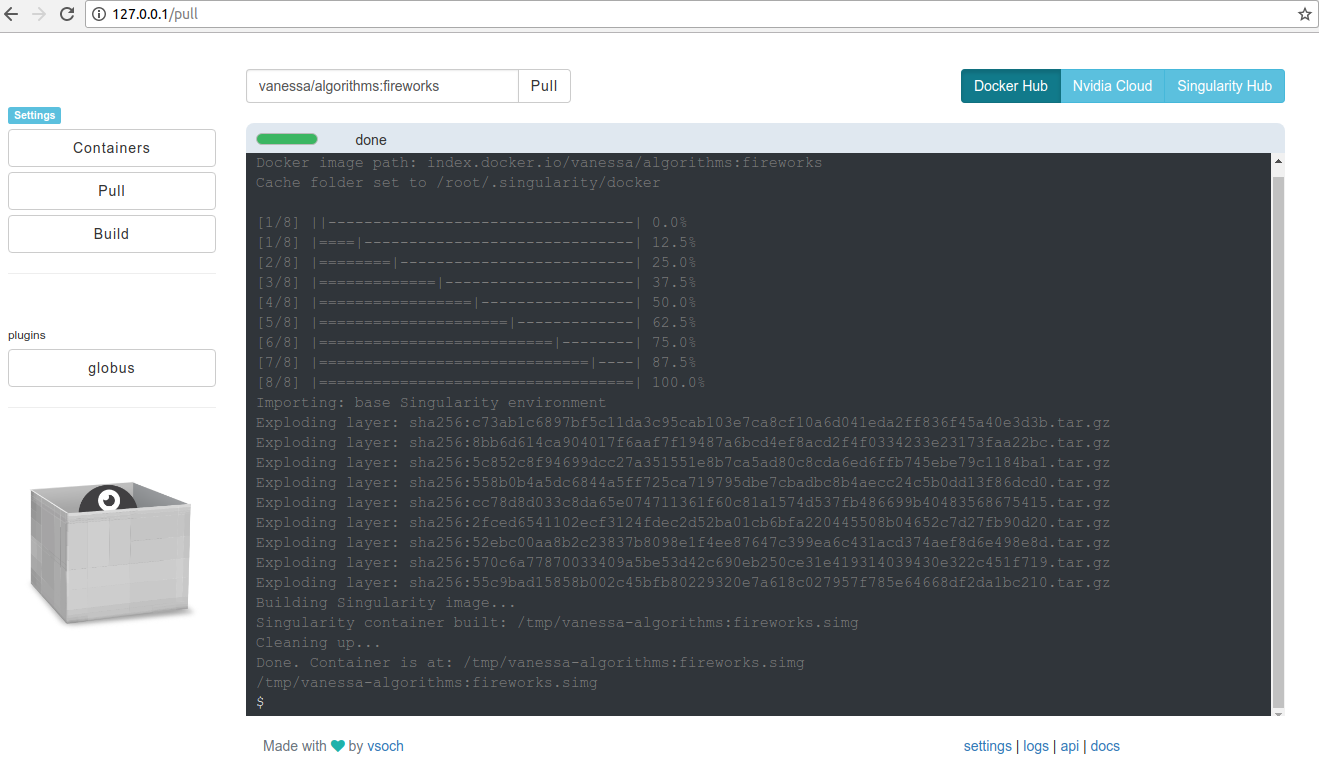 127.0.0.1/pull
vanessa/algorithms:fireworks Pull
Docker Hub Nvidia Cloud Singularity Hub
Settings
Containers
Pull
Build
plugins
globus
done
Docker image path: index.docker.io/vanessa/algorithms:fireworks
Cache folder set to /root/.singularity/docker
[1/8] ||----------------------------------| 0.0%
[1/8] |====|------------------------------| 12.5%
[2/8] |========|--------------------------| 25.0%
[3/8] |=============|---------------------| 37.5%
[4/8] |=================|-----------------| 50.0%
[5/8] |=====================|-------------| 62.5%
[6/8] |==========================|--------| 75.0%
[7/8] |==============================|----| 87.5%
[8/8] |===================================| 100.0%
Importing: base Singularity environment
Exploding layer: sha256:c73ab1c6897bf5c11da3c95cab103e7ca8cf10a6d041eda2ff836f45a40e3d3b.tar.gz
Exploding layer: sha256:8bb6d614ca904017f6aaf7f19487a6bcd4ef8acd2f4f0334233e23173faa22bc.tar.gz
Exploding layer: sha256:5c852c8f94699dcc27a351551e8b7ca5ad80c8cda6ed6ffb745ebe79c1184ba1.tar.gz
Exploding layer: sha256:558b0b4a5dc6844a5ff725ca719795dbe7cbadbc8b4aecc24c5b0dd13f86dcd0.tar.gz
Exploding layer: sha256:cc78d8d033c8da65e074711361f60c81a1574d537fb486699b40483568675415.tar.gz
Exploding layer: sha256:2fced6541102ecf3124fdec2d52ba01cb6bfa220445508b04652c7d27fb90d20.tar.gz
Exploding layer: sha256:52ebc00aa8b2c23837b8098e1f4ee87647c399ea6c431acd374aef8d6e498e8d.tar.gz
Exploding layer: sha256:570c6a77870033409a5be53d42c690eb250ce31e419314039430e322c451f719.tar.gz
Exploding layer: sha256:55c9bad15858b002c45bfb80229320e7a618c027957f785e64668df2da1bc210.tar.gz
Building Singularity image...
Singularity container built: /tmp/vanessa-algorithms:fireworks.simg
Cleaning up...
Done. Container is at: /tmp/vanessa-algorithms:fireworks.simg
/tmp/vanessa-algorithms:fireworks.simg
$
Made with by vsoch
settings | logs | api | docs